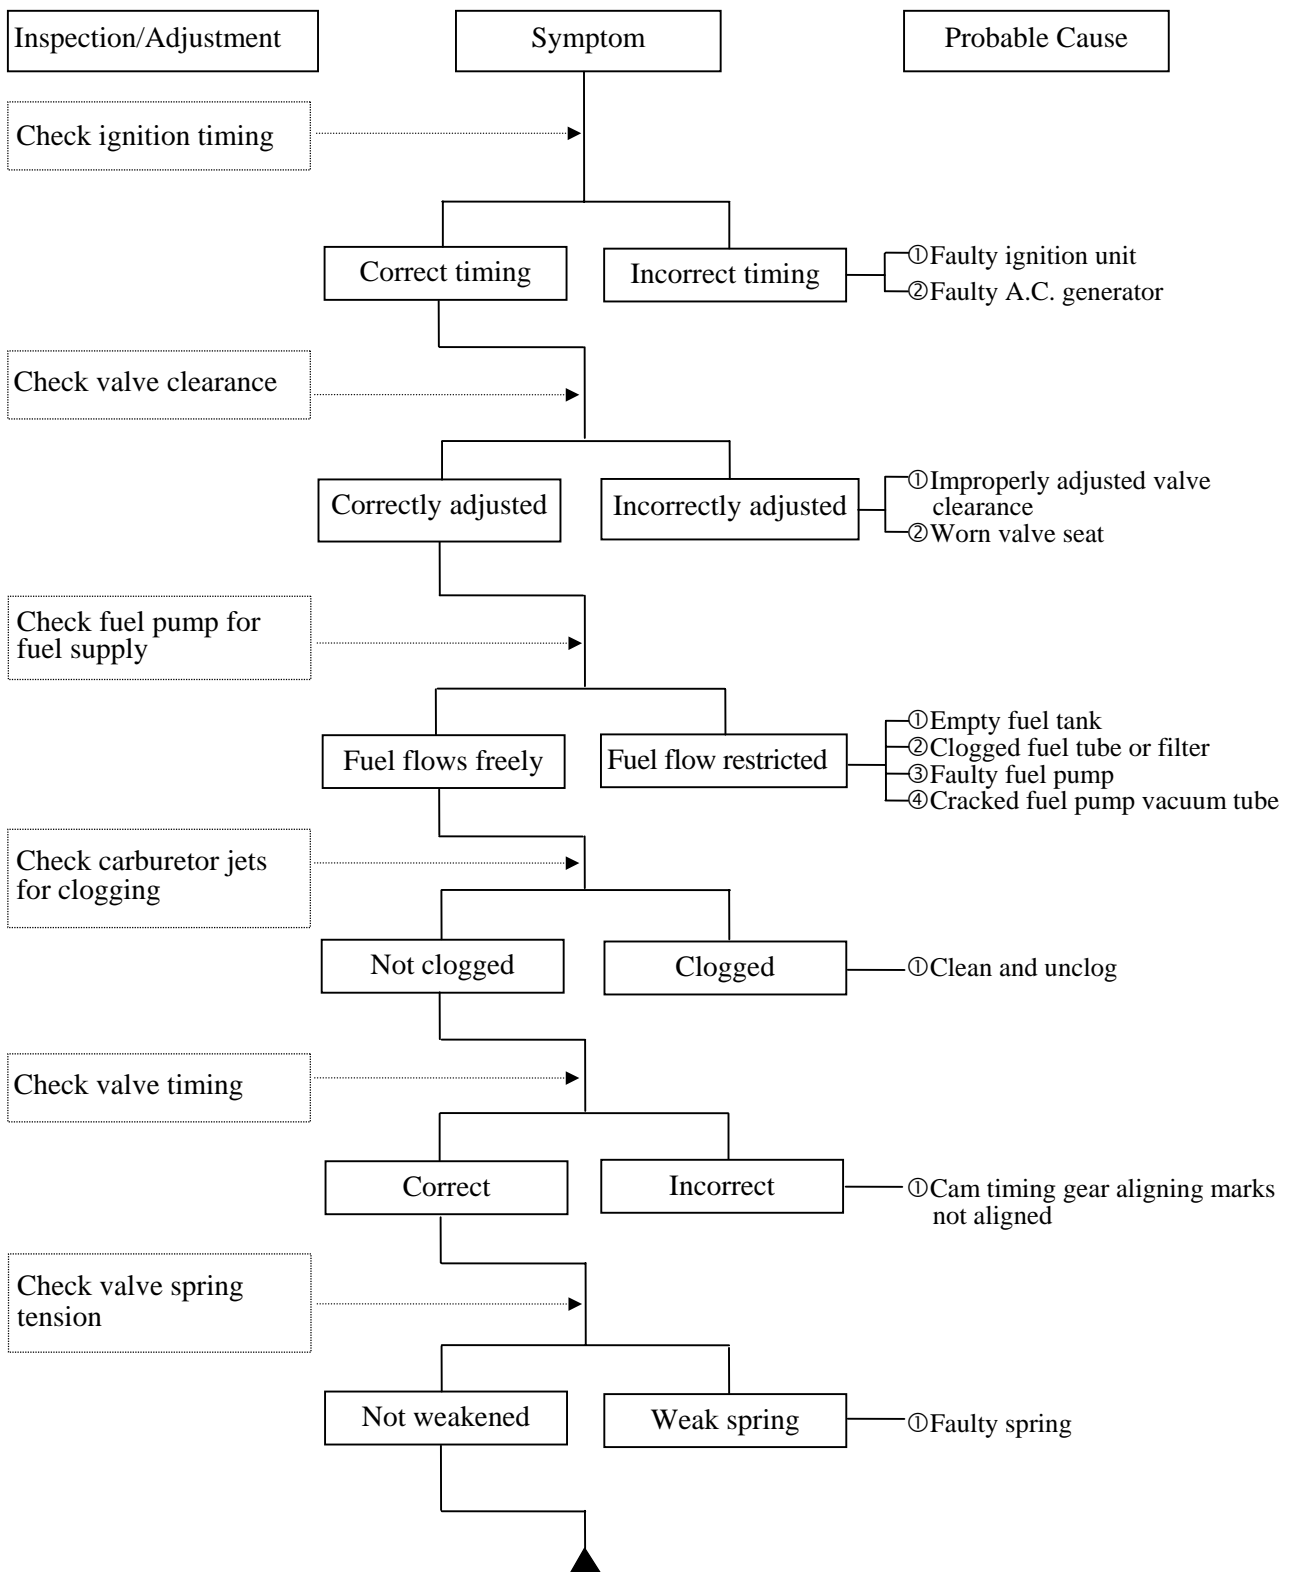 Inspection/Adjustment
Symptom
Probable Cause
Check ignition timing
Correct timing
Incorrect timing
①Faulty ignition unit
②Faulty A.C. generator
Check valve clearance
Correctly adjusted
Incorrectly adjusted
①Improperly adjusted valve
clearance
②Worn valve seat
Check fuel pump for
fuel supply
Fuel flows freely
Fuel flow restricted
①Empty fuel tank
②Clogged fuel tube or filter
③Faulty fuel pump
④Cracked fuel pump vacuum tube
Check carburetor jets
for clogging
Not clogged
Clogged
①Clean and unclog
Check valve timing
Correct
Incorrect
①Cam timing gear aligning marks
not aligned
Check valve spring
tension
Not weakened
Weak spring
①Faulty spring